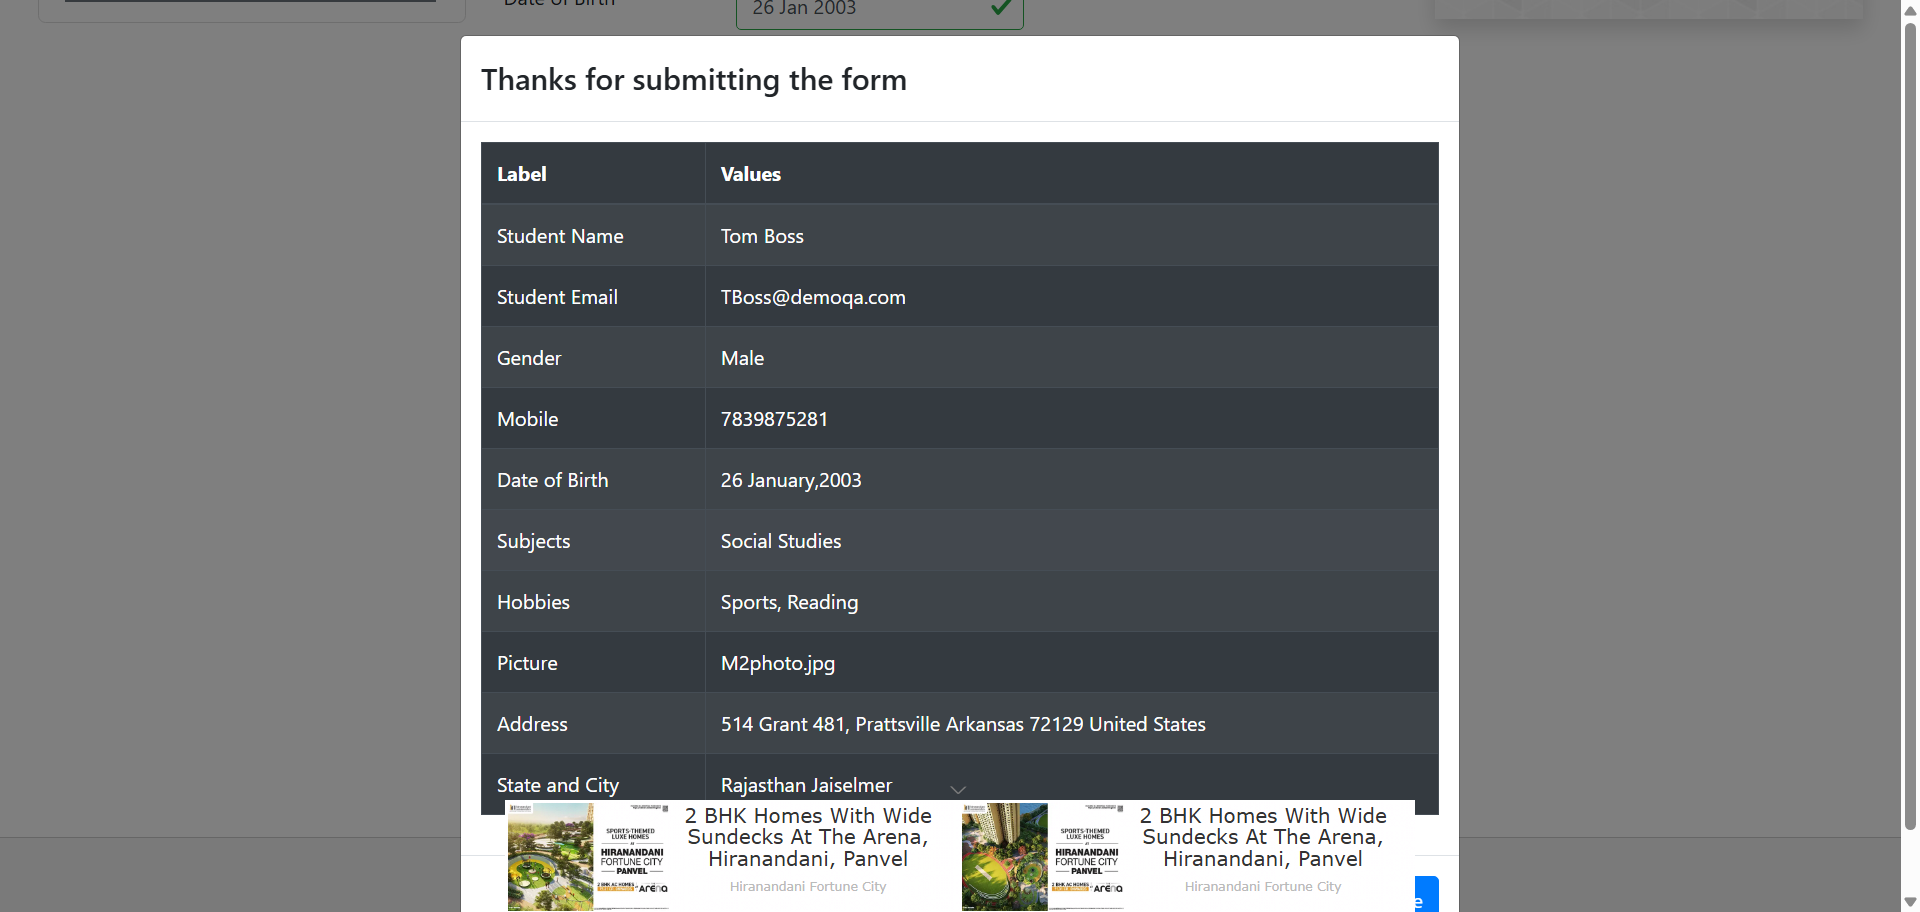 Date of Birth
26 Jan 2003
Thanks for submitting the form
Label Values
Student Name Tom Boss
Student Email TBoss@demoqa.com
Gender Male
Mobile 7839875281
Date of Birth 26 January,2003
Subjects Social Studies
Hobbies Sports, Reading
Picture M2photo.jpg
Address 514 Grant 481, Prattsville Arkansas 72129 United States
State and City Rajasthan Jaiselmer
SPORTS-THEMED
LUXE HOMES
HIRANANDANI
FORTUNE CITY
PANVEL
2 BHK AC HOMES
Arena
2 BHK Homes With Wide
Sundecks At The Arena,
Hiranandani, Panvel
Hiranandani Fortune City
SPORTS-THEMED
LUXE HOMES
HIRANANDANI
FORTUNE CITY
PANVEL
2 BHK AC HOMES
Arena
2 BHK Homes With Wide
Sundecks At The Arena,
Hiranandani, Panvel
Hiranandani Fortune City
e